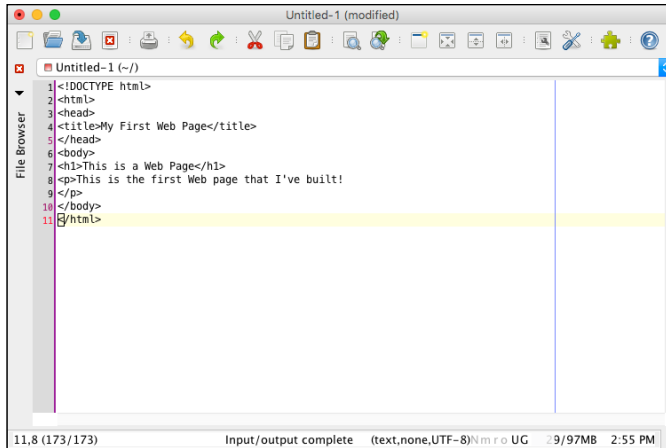 Untitled-1 (modified)
Untitled-1 (~/)
File Browser
1 <!DOCTYPE html>
2 <html>
3 <head>
4 <title>My First Web Page</title>
5 </head>
6 <body>
7 <h1>This is a Web Page</h1>
8 <p>This is the first Web page that I've built!
9 </p>
10 </body>
11 </html>
11,8 (173/173) Input/output complete (text,none,UTF-8)N m r o UG 29/97MB 2:55 PM